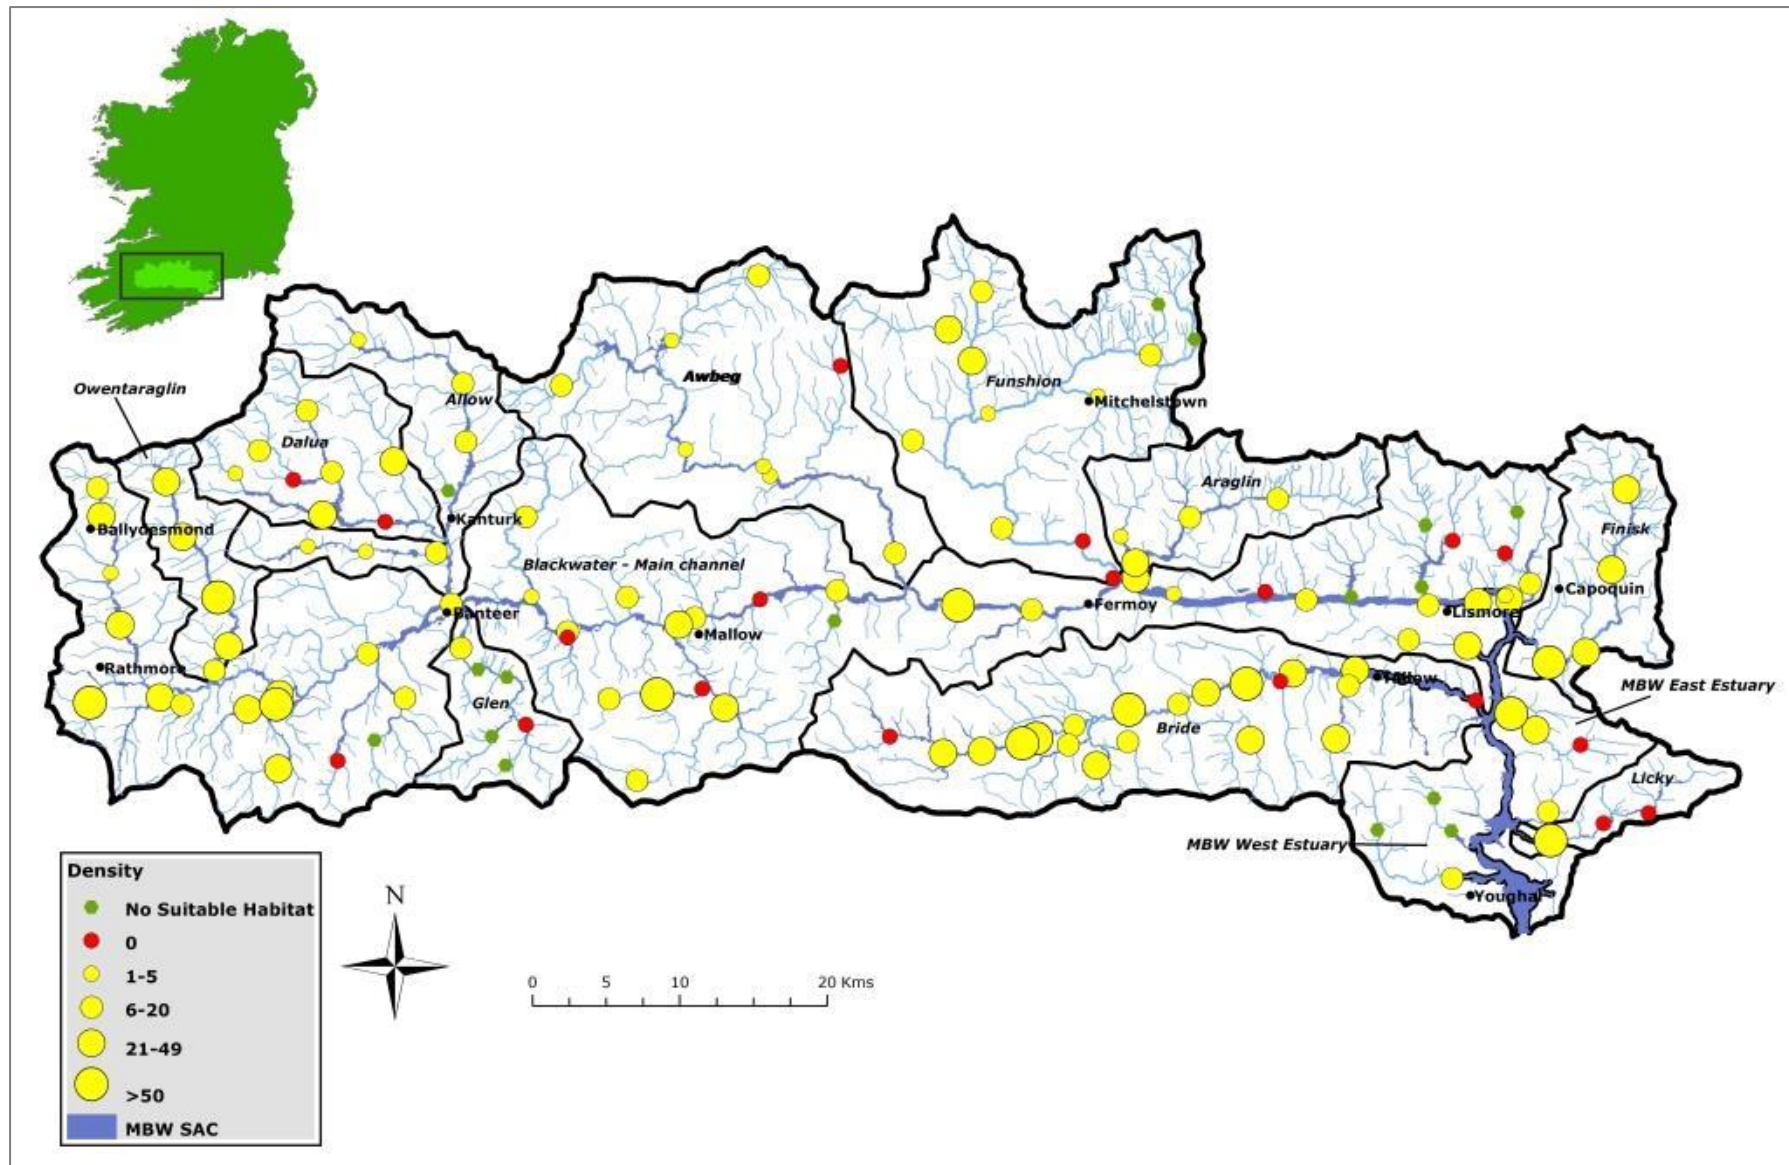 Owentaraglin
Dalua
Allow
Awbeg
Funshion
Mitchelstown
Araglin
Finisk
Ballydesmond
Kanturk
Blackwater - Main channel
Capoquin
Banteer
Fermoy
Lismore
Mallow
Rathmore
Glen
Bride
MBW East Estuary
Licky
MBW West Estuary
Youghal
Density
No Suitable Habitat
0
1-5
6-20
21-49
>50
MBW SAC
N
0 5 10 20 Kms